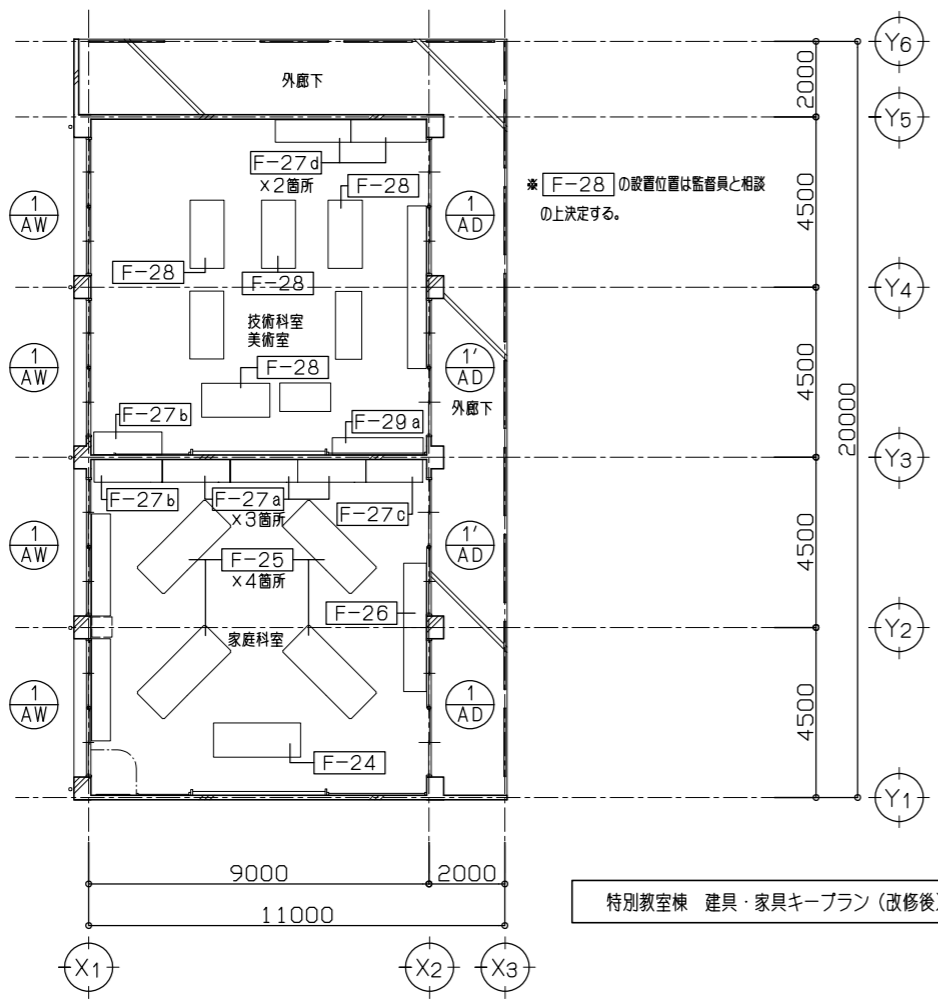 外廊下
Y6
2000
Y5
F-27d
×2箇所
F-28
※ F-28 の設置位置は監督員と相談
の上決定する。
1
AW
1
AD
4500
F-28
F-28
Y4
技術科室
美術室
1
AW
1'
AD
4500
F-28
外廊下
20000
F-27b
F-29a
Y3
F-27b
F-27a
×3箇所
F-27c
1
AW
1'
AD
4500
F-25
×4箇所
F-26
家庭科室
Y2
1
AW
1
AD
4500
F-24
Y1
9000
2000
11000
特別教室棟 建具・家具キープラン（改修後）
X1
X2
X3